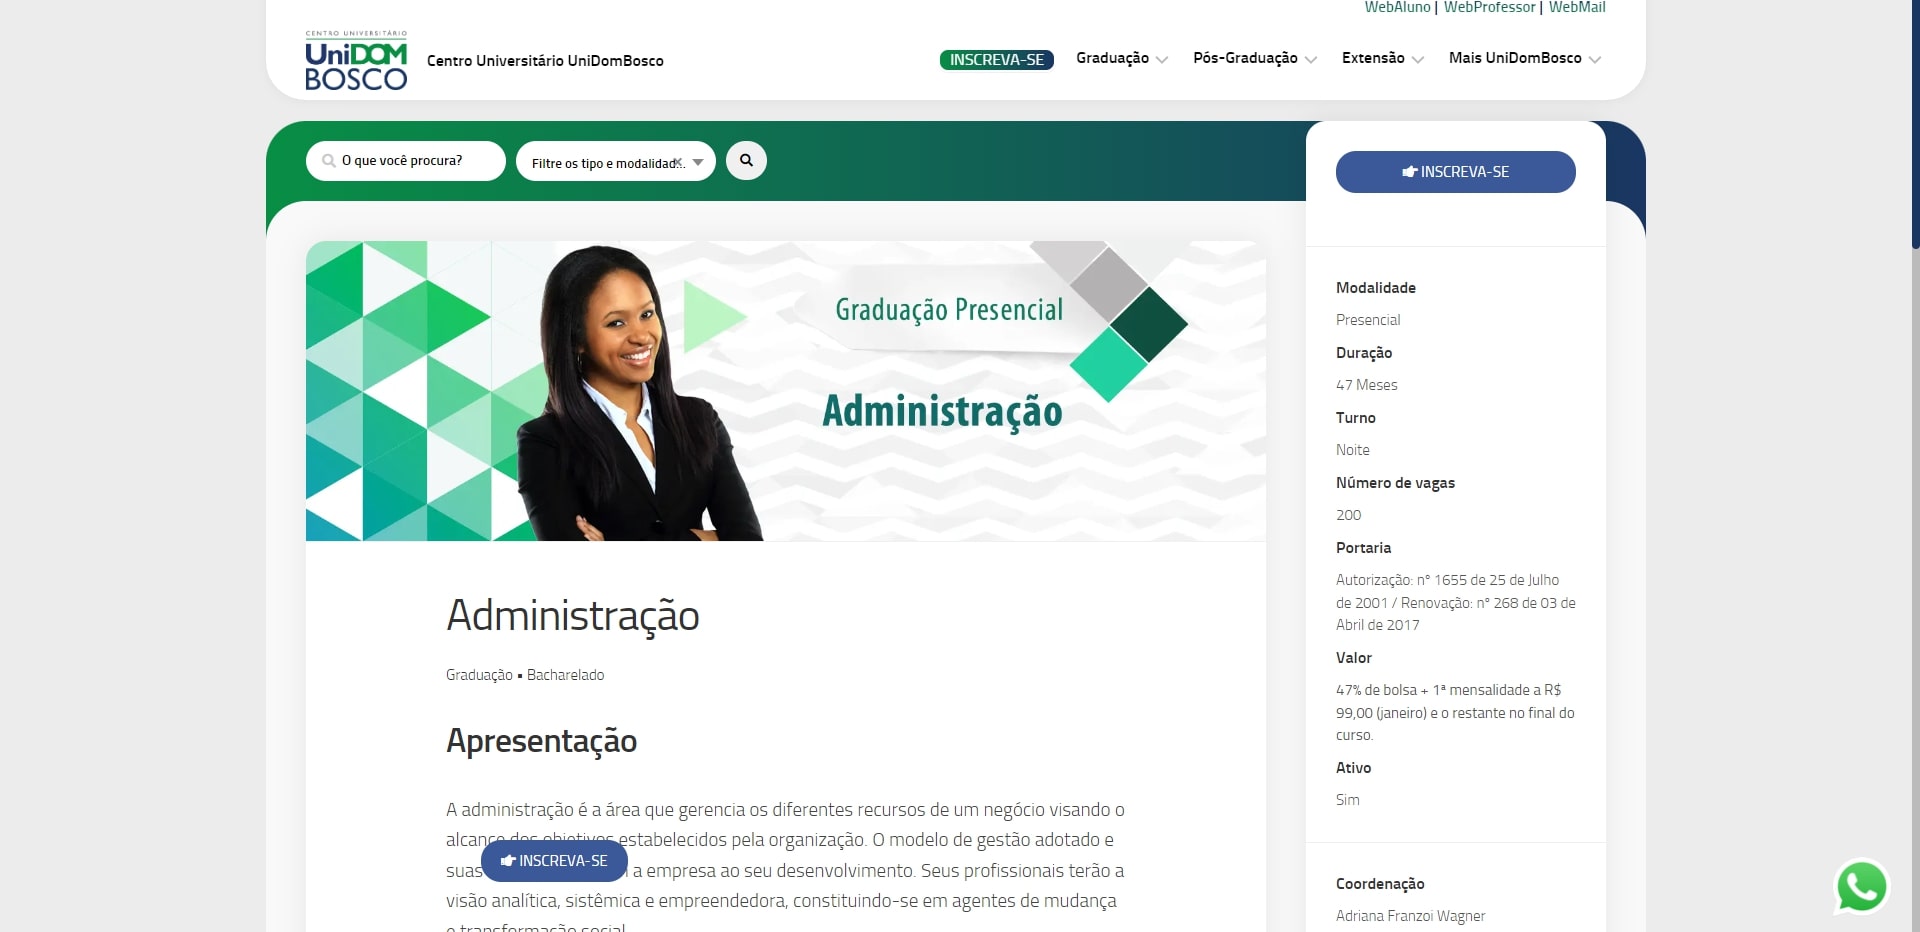 WebAluno | WebProfessor | WebMail
CENTRO UNIVERSITÁRIO
UniDOM
BOSCO
Centro Universitário UniDomBosco
INSCREVA-SE
Graduação
Pós-Graduação
Extensão
Mais UniDomBosco
O que você procura?
Filtre os tipo e modalidad...
Graduação Presencial
Administração
Administração
Graduação ▪ Bacharelado
Apresentação
A administração é a área que gerencia os diferentes recursos de um negócio visando o
alcance dos objetivos estabelecidos pela organização. O modelo de gestão adotado e
suas a empresa ao seu desenvolvimento. Seus profissionais terão a
visão analítica, sistêmica e empreendedora, constituindo-se em agentes de mudança
e transformação social.
INSCREVA-SE
INSCREVA-SE
Modalidade
Presencial
Duração
47 Meses
Turno
Noite
Número de vagas
200
Portaria
Autorização: nº 1655 de 25 de Julho
de 2001 / Renovação: nº 268 de 03 de
Abril de 2017
Valor
47% de bolsa + 1ª mensalidade a R$
99,00 (janeiro) e o restante no final do
curso.
Ativo
Sim
Coordenação
Adriana Franzoi Wagner